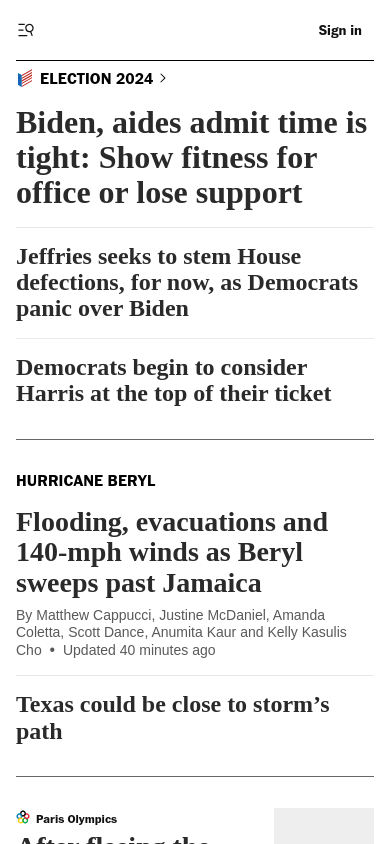 Sign in
ELECTION 2024
Biden, aides admit time is
tight: Show fitness for
office or lose support
Jeffries seeks to stem House
defections, for now, as Democrats
panic over Biden
Democrats begin to consider
Harris at the top of their ticket
HURRICANE BERYL
Flooding, evacuations and
140-mph winds as Beryl
sweeps past Jamaica
By Matthew Cappucci, Justine McDaniel, Amanda
Coletta, Scott Dance, Anumita Kaur and Kelly Kasulis
Cho • Updated 40 minutes ago
Texas could be close to storm’s
path
Paris Olympics
After fleeing the